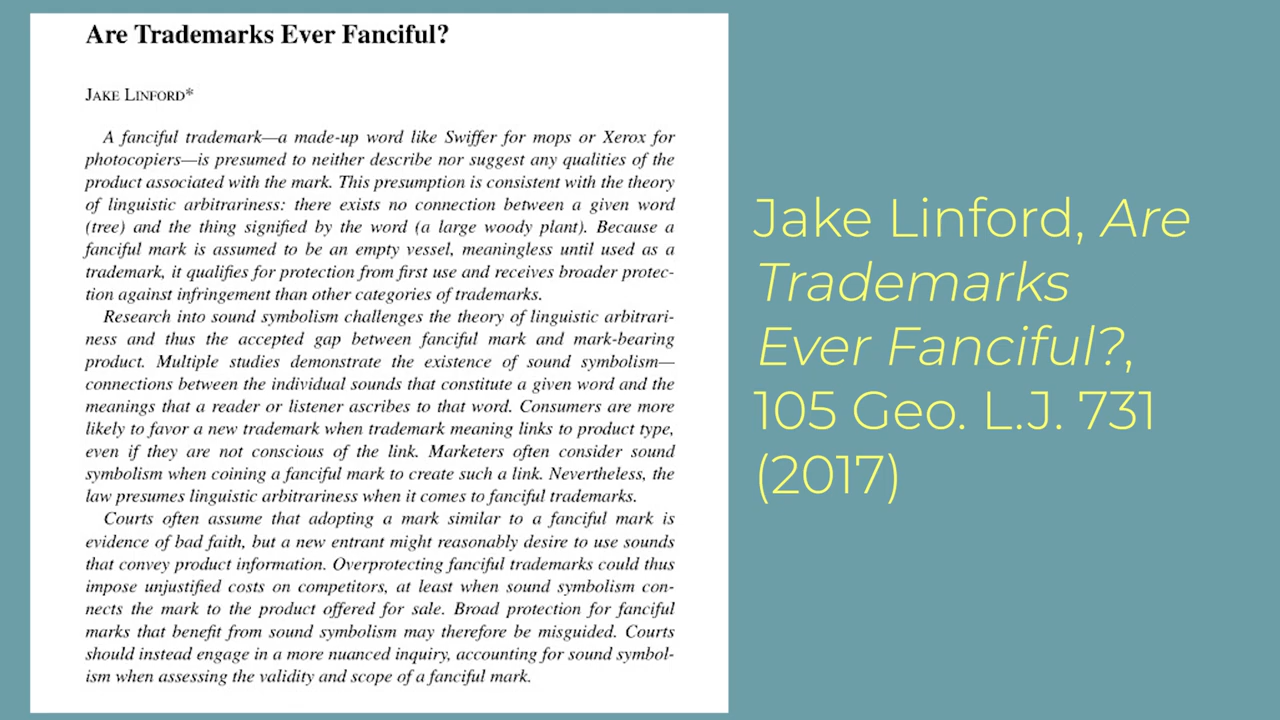 Are Trademarks Ever Fanciful?
JAKE LINFORD*
A fanciful trademark—a made-up word like Swiffer for mops or Xerox for
photocopiers—is presumed to neither describe nor suggest any qualities of the
product associated with the mark. This presumption is consistent with the theory
of linguistic arbitrariness: there exists no connection between a given word
(tree) and the thing signified by the word (a large woody plant). Because a
fanciful mark is assumed to be an empty vessel, meaningless until used as a
trademark, it qualifies for protection from first use and receives broader protec-
tion against infringement than other categories of trademarks.
Research into sound symbolism challenges the theory of linguistic arbitrari-
ness and thus the accepted gap between fanciful mark and mark-bearing
product. Multiple studies demonstrate the existence of sound symbolism—
connections between the individual sounds that constitute a given word and the
meanings that a reader or listener ascribes to that word. Consumers are more
likely to favor a new trademark when trademark meaning links to product type,
even if they are not conscious of the link. Marketers often consider sound
symbolism when coining a fanciful mark to create such a link. Nevertheless, the
law presumes linguistic arbitrariness when it comes to fanciful trademarks.
Courts often assume that adopting a mark similar to a fanciful mark is
evidence of bad faith, but a new entrant might reasonably desire to use sounds
that convey product information. Overprotecting fanciful trademarks could thus
impose unjustified costs on competitors, at least when sound symbolism con-
nects the mark to the product offered for sale. Broad protection for fanciful
marks that benefit from sound symbolism may therefore be misguided. Courts
should instead engage in a more nuanced inquiry, accounting for sound symbol-
ism when assessing the validity and scope of a fanciful mark.
Jake Linford, Are
Trademarks
Ever Fanciful?,
105 Geo. L.J. 731
(2017)